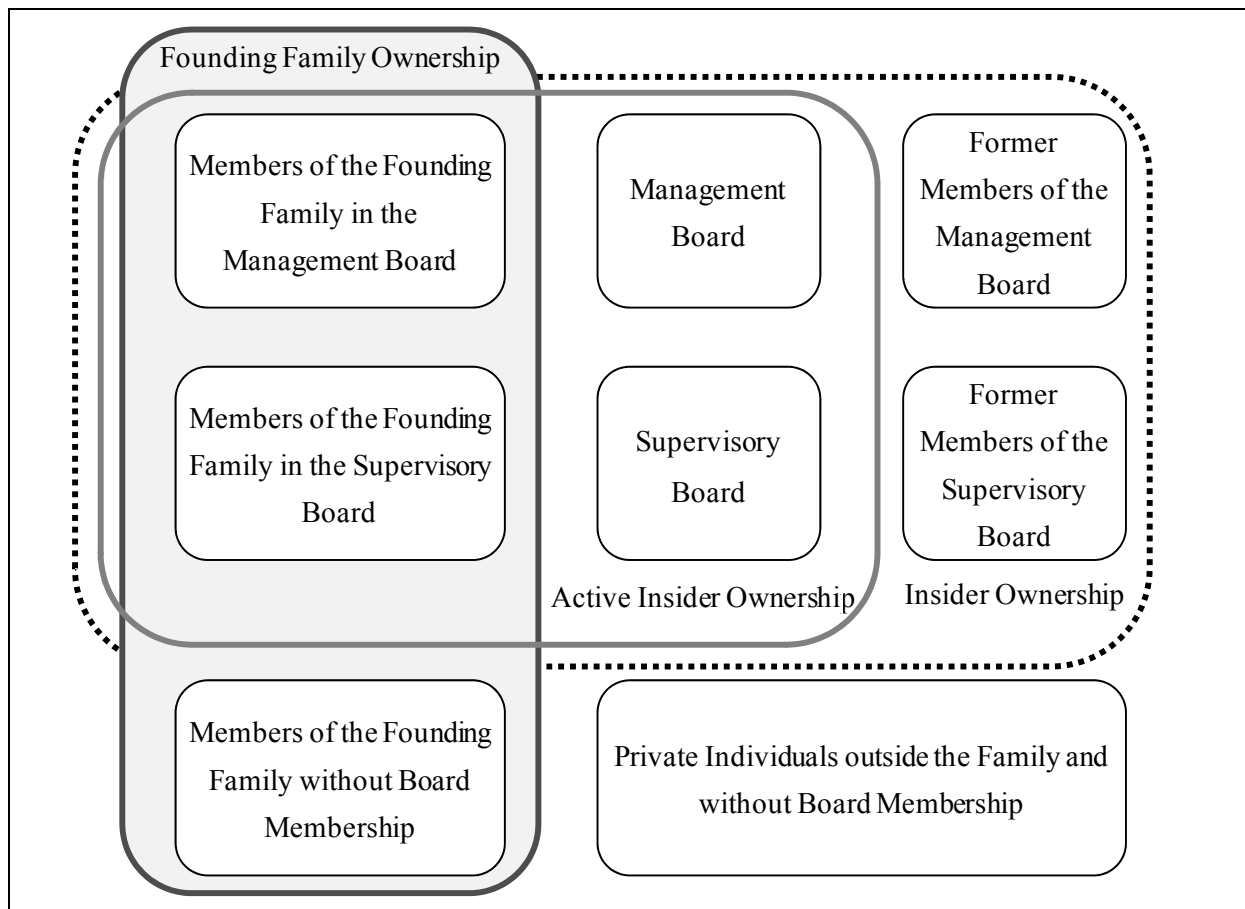 Founding Family Ownership
Members of the Founding
Family in the
Management Board
Management
Board
Former
Members of the
Management
Board
Members of the Founding
Family in the Supervisory
Board
Supervisory
Board
Former
Members of the
Supervisory
Board
Active Insider Ownership
Insider Ownership
Members of the Founding
Family without Board
Membership
Private Individuals outside the Family and
without Board Membership